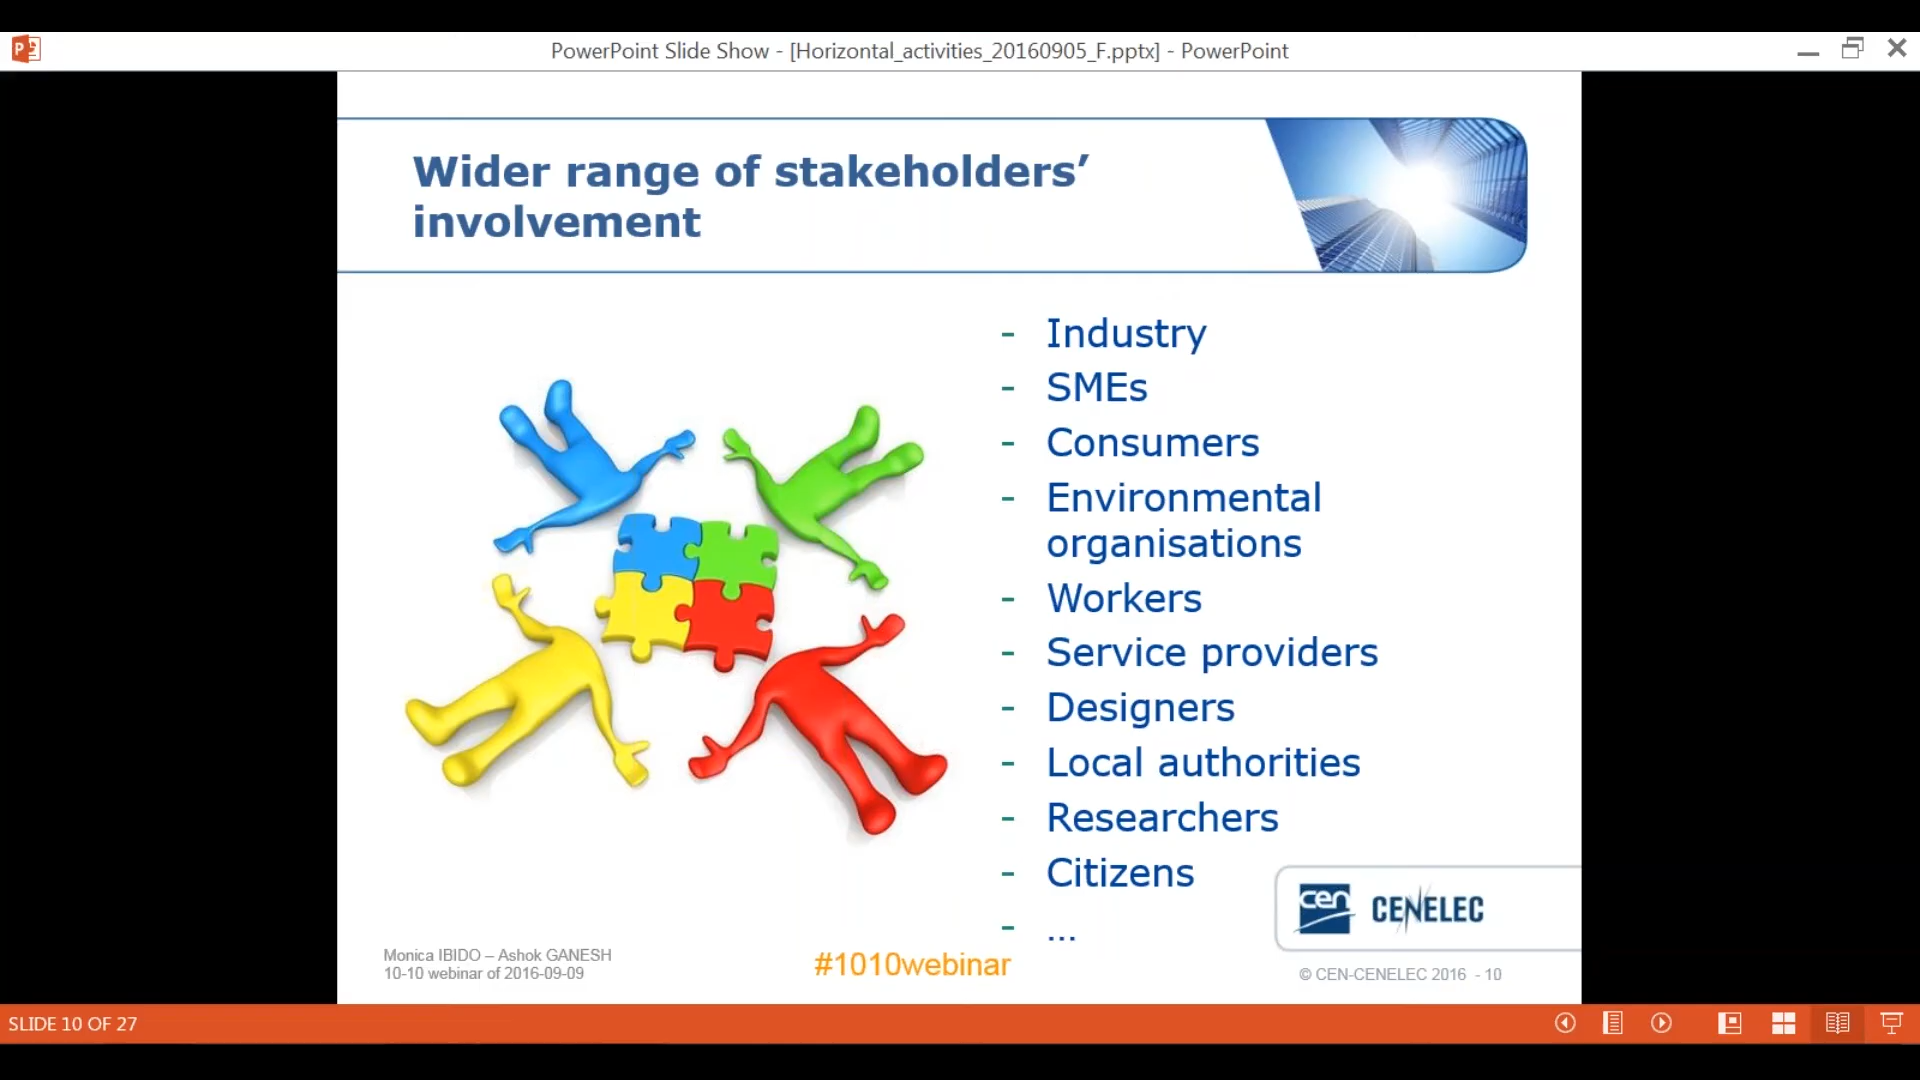 PowerPoint Slide Show - [Horizontal_activities_20160905_F.pptx] - PowerPoint
Wider range of stakeholders’
involvement
- Industry
- SMEs
- Consumers
- Environmental
organisations
- Workers
- Service providers
- Designers
- Local authorities
- Researchers
- Citizens
- ...
cen CENELEC
Monica IBIDO – Ashok GANESH
10-10 webinar of 2016-09-09
#1010webinar
© CEN-CENELEC 2016 - 10
SLIDE 10 OF 27